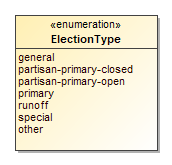 «enumeration»
ElectionType
general
partisan-primary-closed
partisan-primary-open
primary
runoff
special
other